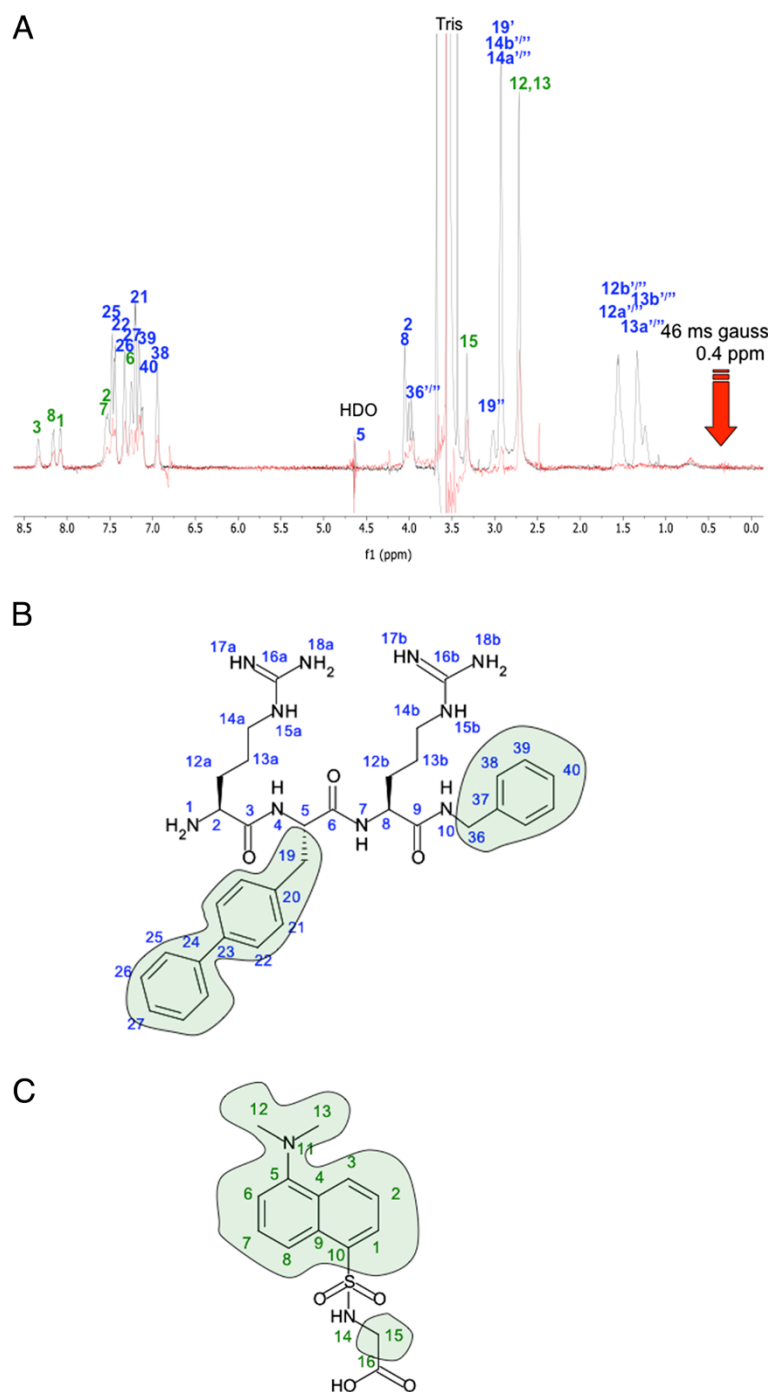 A
Tris
19'
14b'/''
14a'/''
12,13
21
25
22
27
39
26
6
38
40
2
7
3
8
1
HDO
5
2
8
36'/''
15
19''
12b'/''
13b'/''
12a'/''
13a'/''
46 ms gauss
0.4 ppm
8.5 8.0 7.5 7.0 6.5 6.0 5.5 5.0 4.5 4.0 3.5 3.0 2.5 2.0 1.5 1.0 0.5 0.0
f1 (ppm)
B
17a 18a 17b 18b
HN 16a NH2 HN 16b NH2
14a NH 14b NH
15a 15b
12a 13a 12b 13b
39
38 40
1 H O H 37
3 N 5 7 9 N
H2N 2 4 6 N 8 10 36
O H O
19
20
25 24 21
23
26 22
27
C
12 13
N
11
3
5 4
6 2
7 9 1
8 10
S
O O
HN
14 15
16
HO O